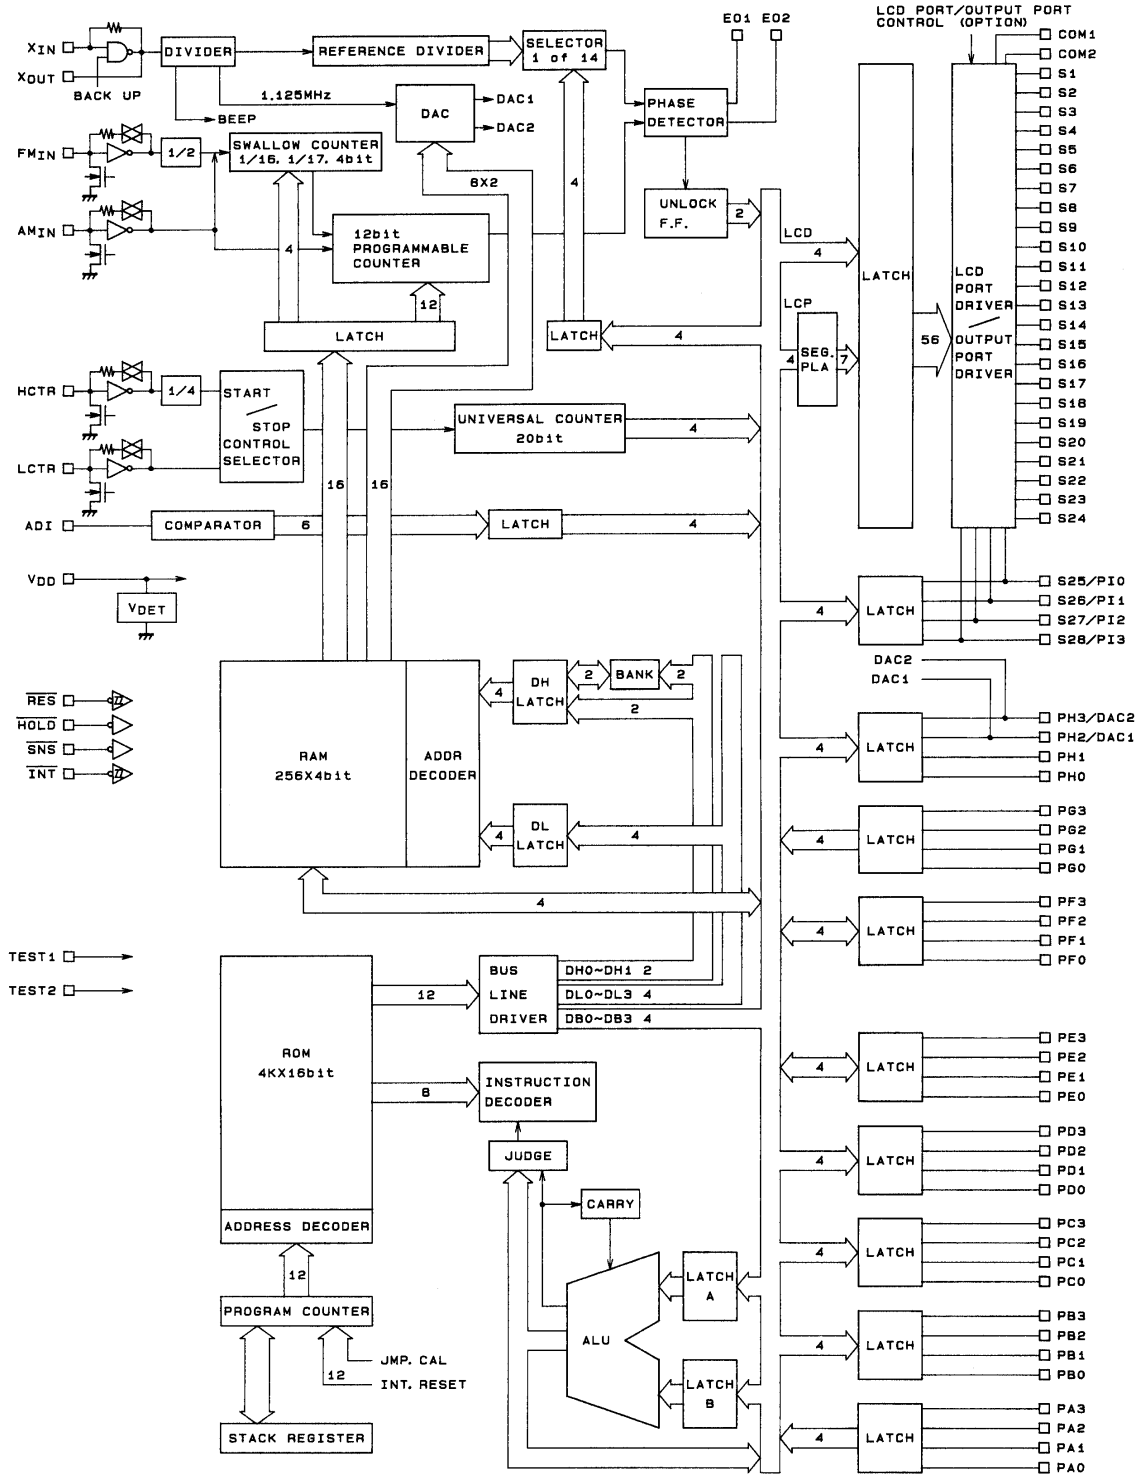 LCD PORT/OUTPUT PORT
CONTROL (OPTION)
EO1 EO2
XIN
XOUT
BACK UP
DIVIDER
REFERENCE DIVIDER
SELECTOR
1 of 14
1.125MHz
BEEP
DAC
DAC1
DAC2
PHASE
DETECTOR
FMIN
1/2
SWALLOW COUNTER
1/16, 1/17, 4bit
8X2
4
UNLOCK
F.F.
2
AMIN
4
12bit
PROGRAMMABLE
COUNTER
12
LATCH
LATCH
4
LCD
4
LCP
4
SEG.
PLA
7
LATCH
56
LCD
PORT
DRIVER
OUTPUT
PORT
DRIVER
COM1
COM2
S1
S2
S3
S4
S5
S6
S7
S8
S9
S10
S11
S12
S13
S14
S15
S16
S17
S18
S19
S20
S21
S22
S23
S24
HCTR
1/4
START
STOP
CONTROL
SELECTOR
LCTR
UNIVERSAL COUNTER
20bit
4
16
16
ADI
COMPARATOR
6
LATCH
4
VDD
VDET
4
LATCH
S25/PI0
S26/PI1
S27/PI2
S28/PI3
DAC2
DAC1
RES
HOLD
SNS
INT
RAM
256X4bit
ADDR
DECODER
4
DH
LATCH
2
BANK
2
2
4
DL
LATCH
4
4
4
LATCH
PH3/DAC2
PH2/DAC1
PH1
PH0
4
LATCH
PG3
PG2
PG1
PG0
4
LATCH
PF3
PF2
PF1
PF0
TEST1
TEST2
ROM
4KX16bit
12
BUS
LINE
DRIVER
DH0~DH1 2
DL0~DL3 4
DB0~DB3 4
8
INSTRUCTION
DECODER
JUDGE
CARRY
ADDRESS DECODER
12
PROGRAM COUNTER
JMP. CAL
12
INT. RESET
STACK REGISTER
ALU
LATCH
A
LATCH
B
4
LATCH
PE3
PE2
PE1
PE0
4
LATCH
PD3
PD2
PD1
PD0
4
LATCH
PC3
PC2
PC1
PC0
4
LATCH
PB3
PB2
PB1
PB0
4
LATCH
PA3
PA2
PA1
PA0